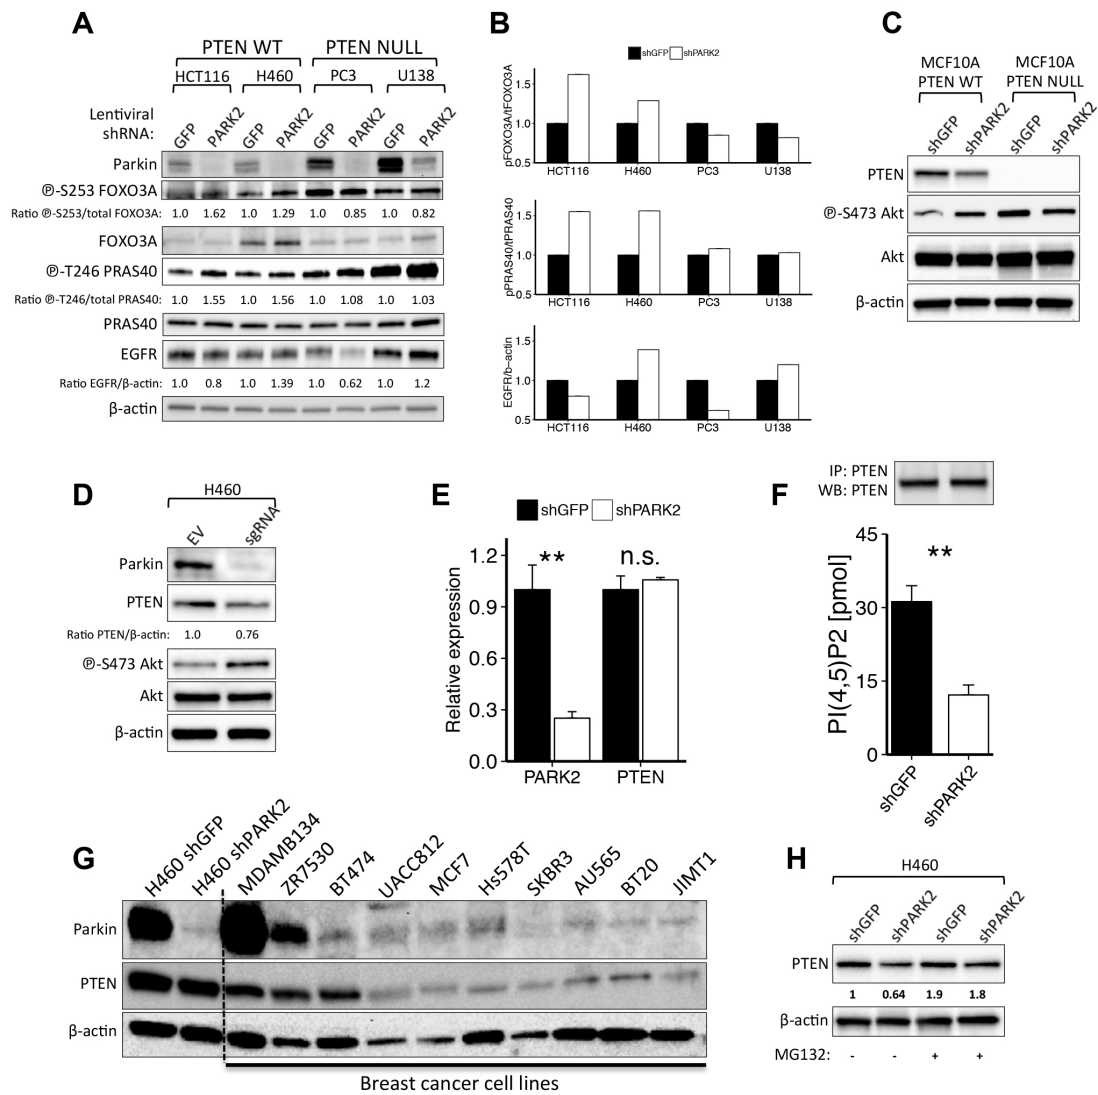 A
PTEN WT PTEN NULL
HCT116 H460 PC3 U138
Lentiviral
shRNA:
GFP PARK2 GFP PARK2 GFP PARK2 GFP PARK2
Parkin
℗-S253 FOXO3A
Ratio ℗-S253/total FOXO3A: 1.0 1.62 1.0 1.29 1.0 0.85 1.0 0.82
FOXO3A
℗-T246 PRAS40
Ratio ℗-T246/total PRAS40: 1.0 1.55 1.0 1.56 1.0 1.08 1.0 1.03
PRAS40
EGFR
Ratio EGFR/β-actin: 1.0 0.8 1.0 1.39 1.0 0.62 1.0 1.2
β-actin
B
shGFP shPARK2
pFOXO3A/tFOXO3A
1.5
1.0
0.5
HCT116 H460 PC3 U138
pPRAS40/tPRAS40
1.5
1.0
0.5
HCT116 H460 PC3 U138
EGFR/b-actin
1.5
1.0
0.5
HCT116 H460 PC3 U138
C
MCF10A MCF10A
PTEN WT PTEN NULL
shGFP shPARK2 shGFP shPARK2
PTEN
℗-S473 Akt
Akt
β-actin
D
H460
EV sgRNA
Parkin
PTEN
Ratio PTEN/β-actin: 1.0 0.76
℗-S473 Akt
Akt
β-actin
E
shGFP shPARK2
Relative expression
1.2
0.9
0.6
0.3
0.0
** n.s.
PARK2 PTEN
F
IP: PTEN
WB: PTEN
PI(4,5)P2 [pmol]
45
30
15
0
**
shGFP shPARK2
G
H460 shGFP H460 shPARK2 MDAMB134 ZR7530 BT474 UACC812 MCF7 Hs578T SKBR3 AU565 BT20 JIMT1
Parkin
PTEN
β-actin
Breast cancer cell lines
H
H460
shGFP shPARK2 shGFP shPARK2
PTEN
1 0.64 1.9 1.8
β-actin
MG132: - - + +